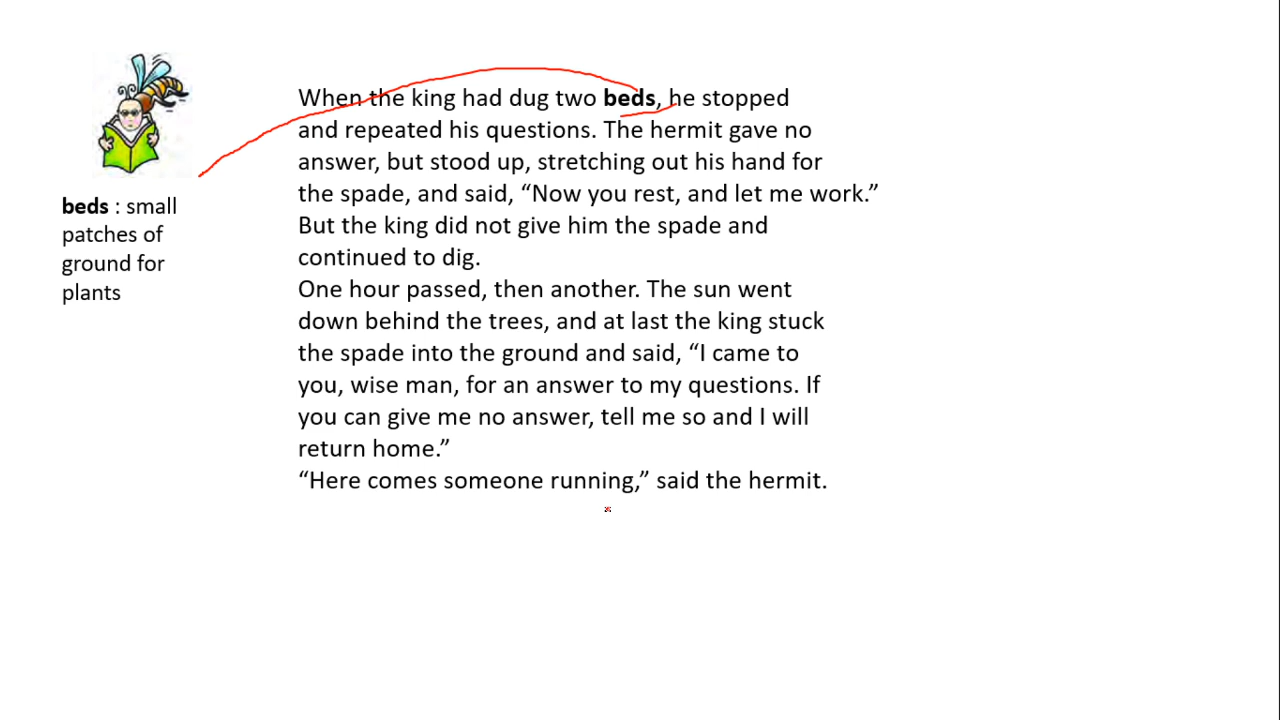 When the king had dug two beds, he stopped
and repeated his questions. The hermit gave no
answer, but stood up, stretching out his hand for
the spade, and said, “Now you rest, and let me work.”
But the king did not give him the spade and
continued to dig.
One hour passed, then another. The sun went
down behind the trees, and at last the king stuck
the spade into the ground and said, “I came to
you, wise man, for an answer to my questions. If
you can give me no answer, tell me so and I will
return home.”
“Here comes someone running,” said the hermit.
beds : small
patches of
ground for
plants